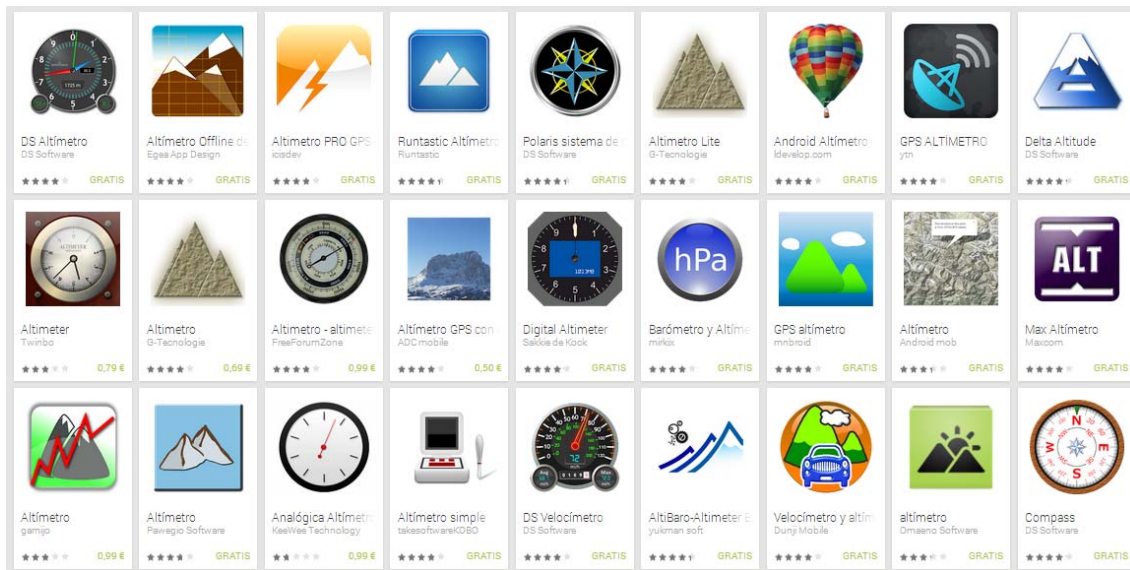 DS Altímetro
DS Software
GRATIS
Altímetro Offline de
Egea App Design
GRATIS
Altimetro PRO GPS
icisdev
GRATIS
Runtastic Altímetro
Runtastic
GRATIS
Polaris sistema de
DS Software
GRATIS
Altimetro Lite
G-Tecnologie
GRATIS
Android Altímetro
ldevelop.com
GRATIS
GPS ALTÍMETRO
ytn
GRATIS
Delta Altitude
DS Software
GRATIS
ALTIMETER
Altimeter
Twinbo
0,79 €
Altimetro
G-Tecnologie
0,69 €
Altimetro - altimete
FreeForumZone
0,99 €
Altímetro GPS con
ADC mobile
0,50 €
1013MB
Digital Altimeter
Sakkie de Kock
GRATIS
hPa
Barómetro y Altíme
mirkix
GRATIS
GPS altímetro
mnbroid
GRATIS
Altímetro
Android mob
GRATIS
ALT
Max Altímetro
Maxcom
GRATIS
Altímetro
gamijo
0,99 €
Altímetro
Pawegio Software
GRATIS
Analógica Altímetro
KeeWee Technology
0,99 €
Altímetro simple
takesoftwareKOBO
GRATIS
72
DS Velocímetro
DS Software
GRATIS
AltiBaro-Altimeter B
yukman soft
GRATIS
Velocímetro y altím
Dunji Mobile
GRATIS
altímetro
Omaeno Software
GRATIS
N
W
E
S
Compass
DS Software
GRATIS